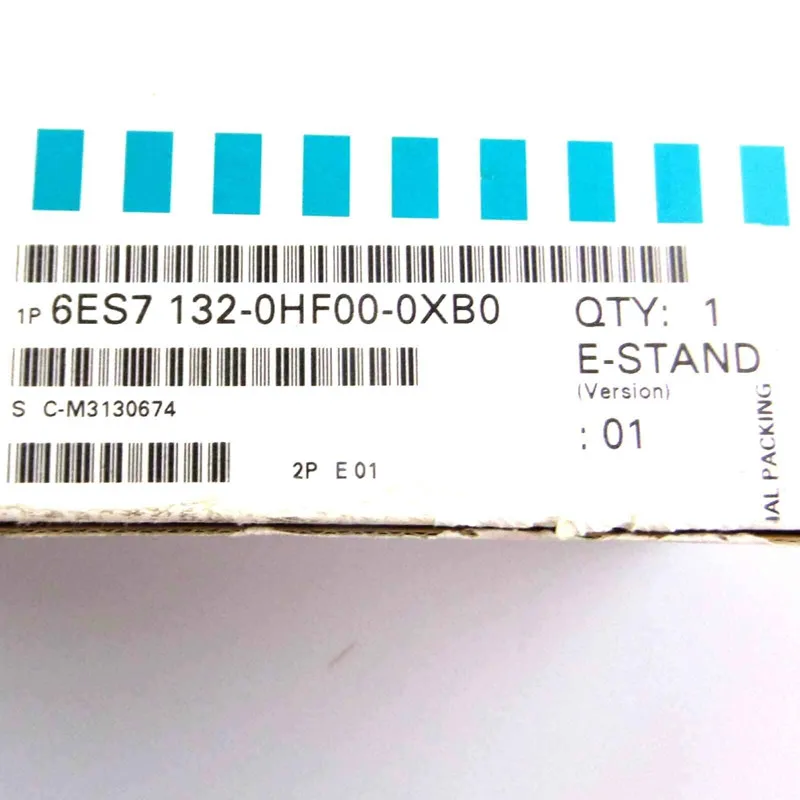 1P 6ES7 132-0HF00-0XB0
QTY: 1
E-STAND
(Version)
: 01
S C-M3130674
2P E 01
IAL PACKING